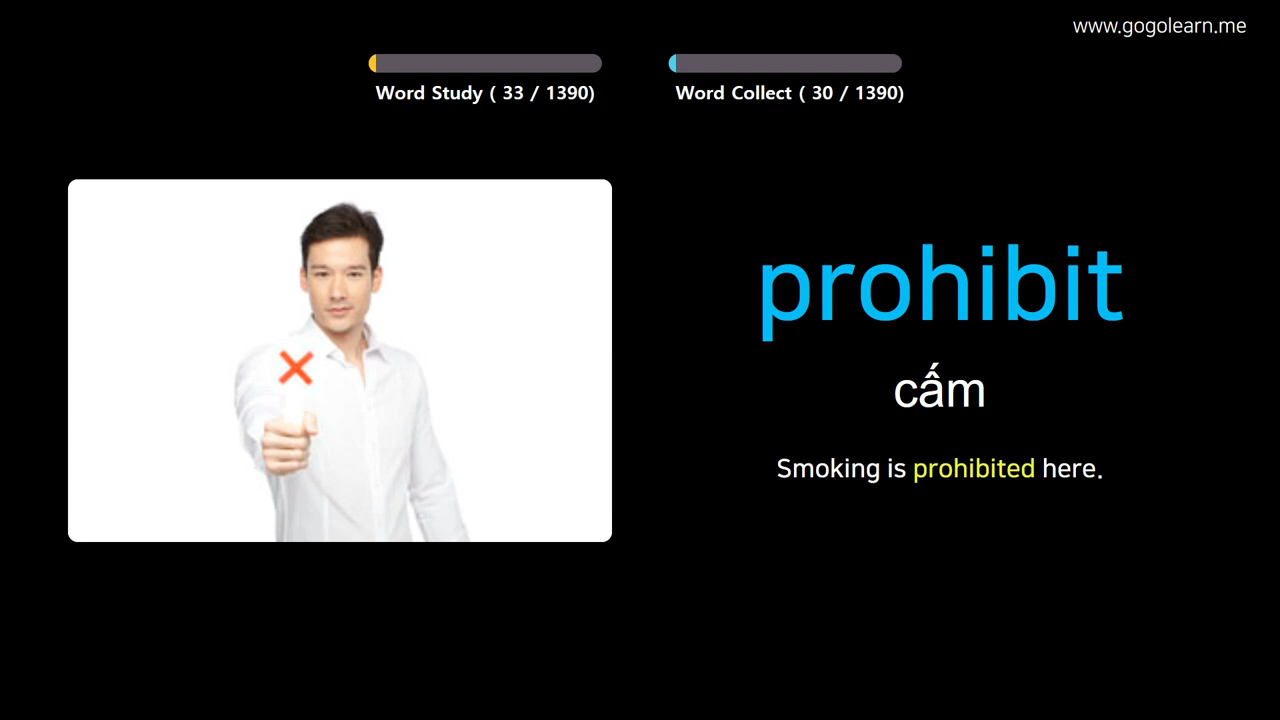 www.gogolearn.me
Word Study ( 33 / 1390)
Word Collect ( 30 / 1390)
prohibit
cấm
Smoking is prohibited here.